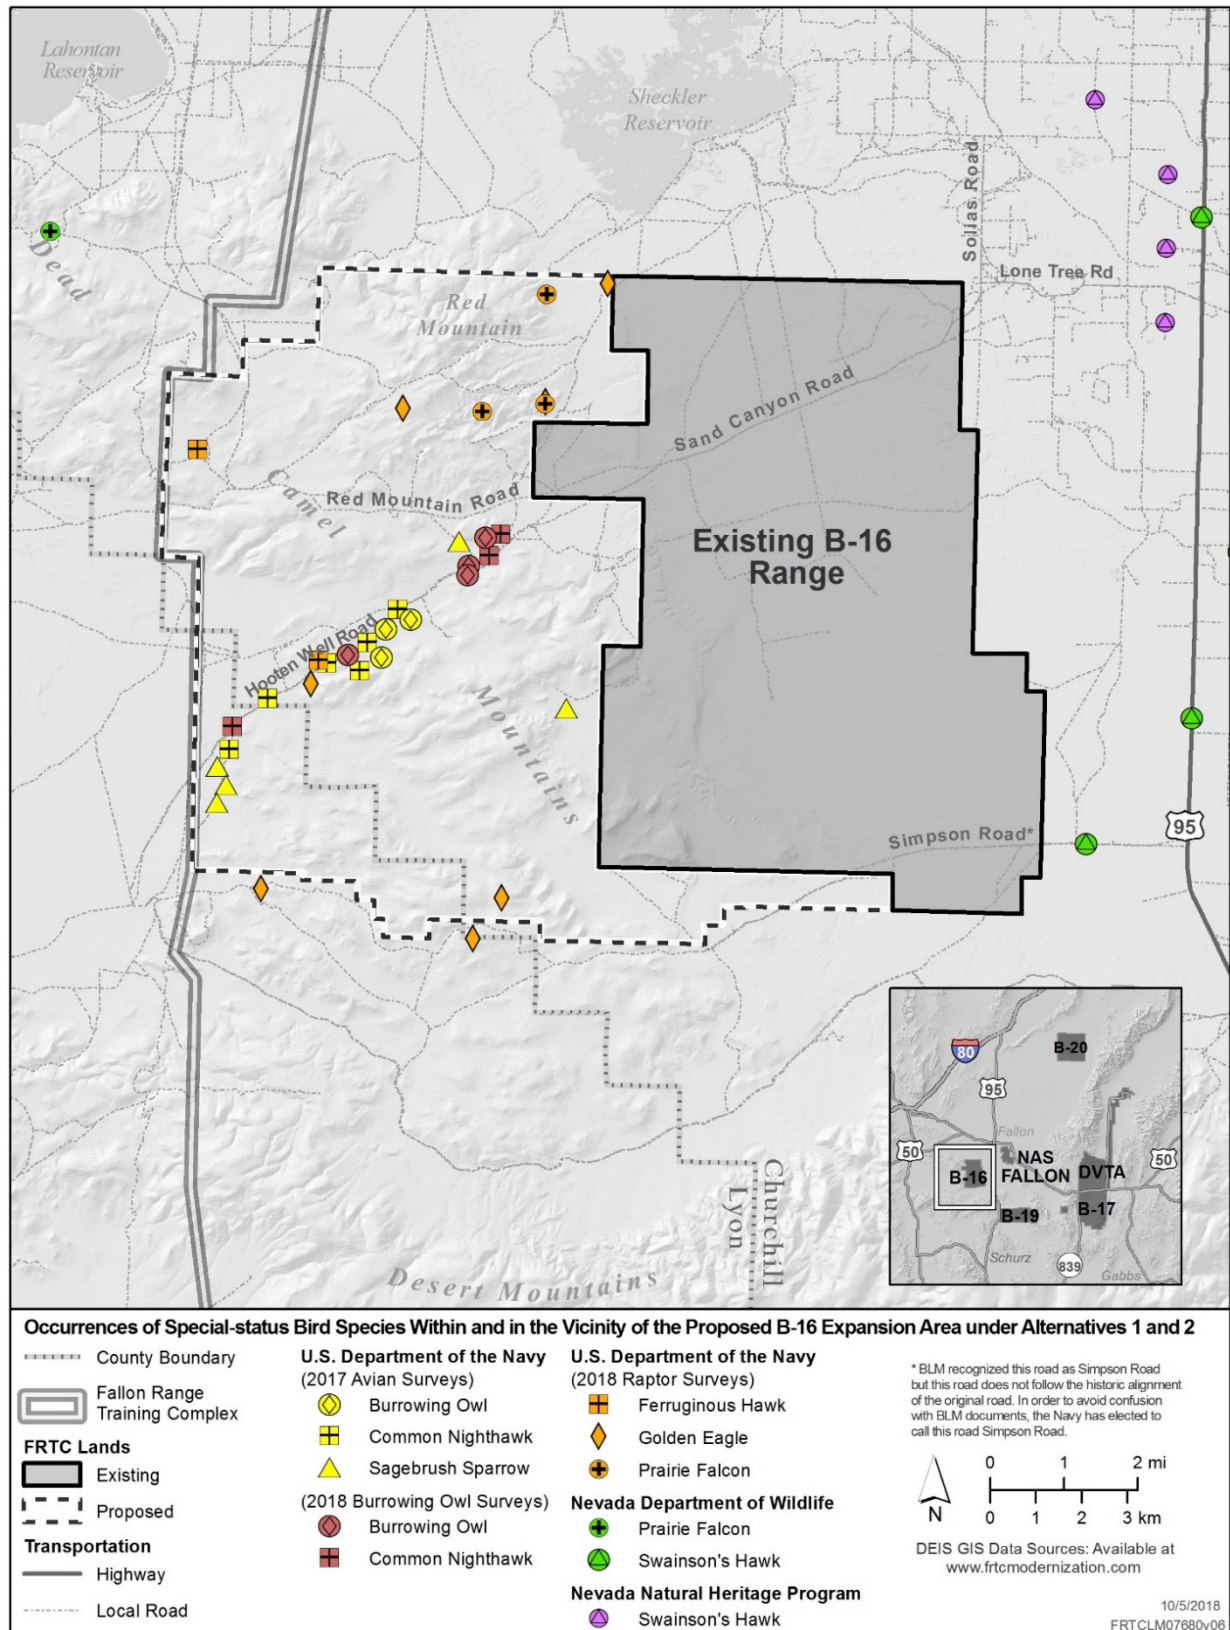 Lahontan
Reservoir
Sheckler
Reservoir
Solias Road
Dead
Lone Tree Rd
Red
Mountain
Sand Canyon Road
Camel
Red Mountain Road
Existing B-16
Range
Hooten Well Road
Mountains
Simpson Road*
95
80
B-20
95
Fallon
50
NAS
FALLON
DVTA
50
B-16
B-17
B-19
Schurz
839
Gabbs
Lyon
Churchill
Desert Mountains
Occurrences of Special-status Bird Species Within and in the Vicinity of the Proposed B-16 Expansion Area under Alternatives 1 and 2
County Boundary
Fallon Range
Training Complex
FRTC Lands
Existing
Proposed
Transportation
Highway
Local Road
U.S. Department of the Navy
(2017 Avian Surveys)
Burrowing Owl
Common Nighthawk
Sagebrush Sparrow
(2018 Burrowing Owl Surveys)
Burrowing Owl
Common Nighthawk
U.S. Department of the Navy
(2018 Raptor Surveys)
Ferruginous Hawk
Golden Eagle
Prairie Falcon
Nevada Department of Wildlife
Prairie Falcon
Swainson's Hawk
Nevada Natural Heritage Program
Swainson's Hawk
* BLM recognized this road as Simpson Road
but this road does not follow the historic alignment
of the original road. In order to avoid confusion
with BLM documents, the Navy has elected to
call this road Simpson Road.
N
0 1 2 mi
0 1 2 3 km
DEIS GIS Data Sources: Available at
www.frtcmodernization.com
10/5/2018
FRTCLM07680v06